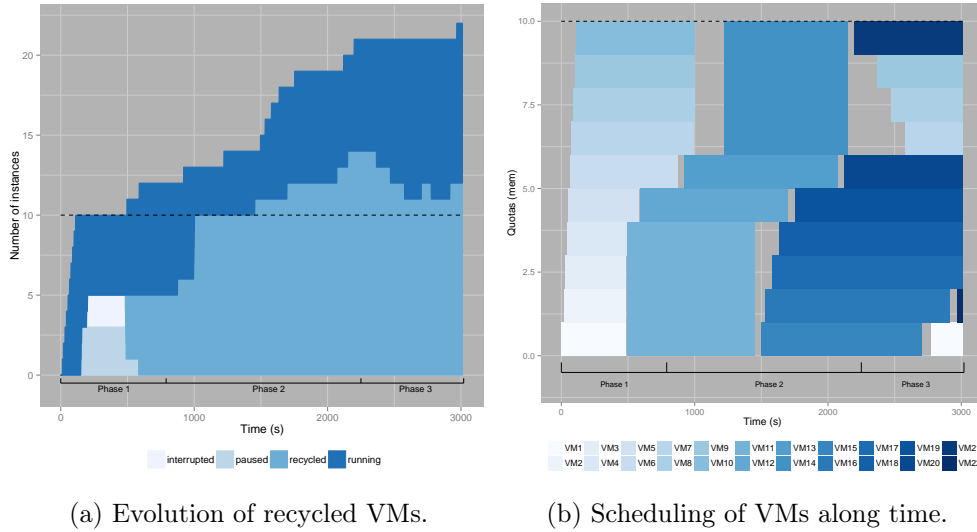 20
15
10
5
0
Number of instances
Phase 1
Phase 2
Phase 3
0
1000
2000
3000
Time (s)
interrupted
paused
recycled
running
(a) Evolution of recycled VMs.
10.0
7.5
5.0
2.5
0.0
Quotas (mem)
Phase 1
Phase 2
Phase 3
0
1000
2000
3000
Time (s)
VM1 VM3 VM5 VM7 VM9 VM11 VM13 VM15 VM17 VM19 VM2
VM2 VM4 VM6 VM8 VM10 VM12 VM14 VM16 VM18 VM20 VM2
(b) Scheduling of VMs along time.